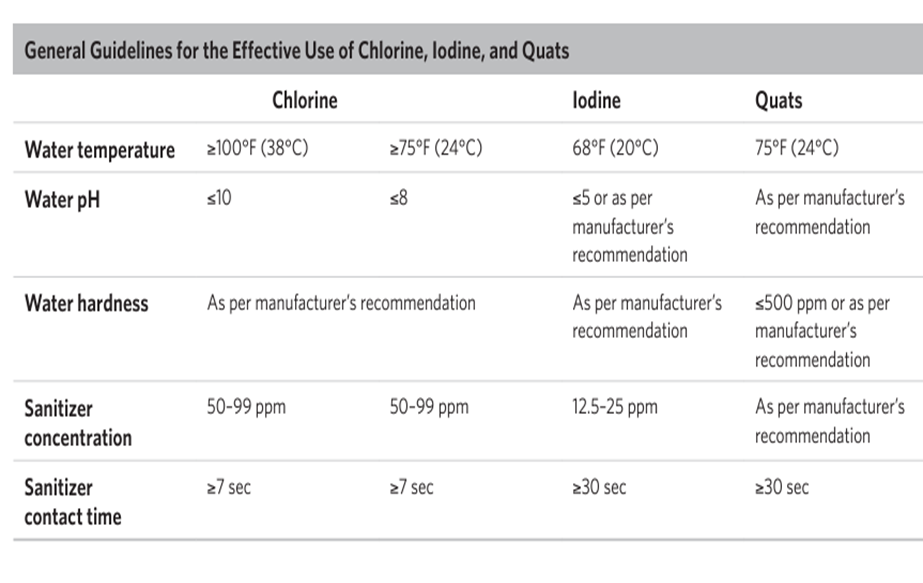 General Guidelines for the Effective Use of Chlorine, Iodine, and Quats
Chlorine Iodine Quats
Water temperature ≥100°F (38°C) ≥75°F (24°C) 68°F (20°C) 75°F (24°C)
Water pH ≤10 ≤8 ≤5 or as per As per manufacturer's
manufacturer's recommendation
recommendation
Water hardness As per manufacturer's recommendation As per manufacturer's ≤500 ppm or as per
recommendation manufacturer's
recommendation
Sanitizer 50–99 ppm 50–99 ppm 12.5–25 ppm As per manufacturer's
concentration recommendation
Sanitizer ≥7 sec ≥7 sec ≥30 sec ≥30 sec
contact time